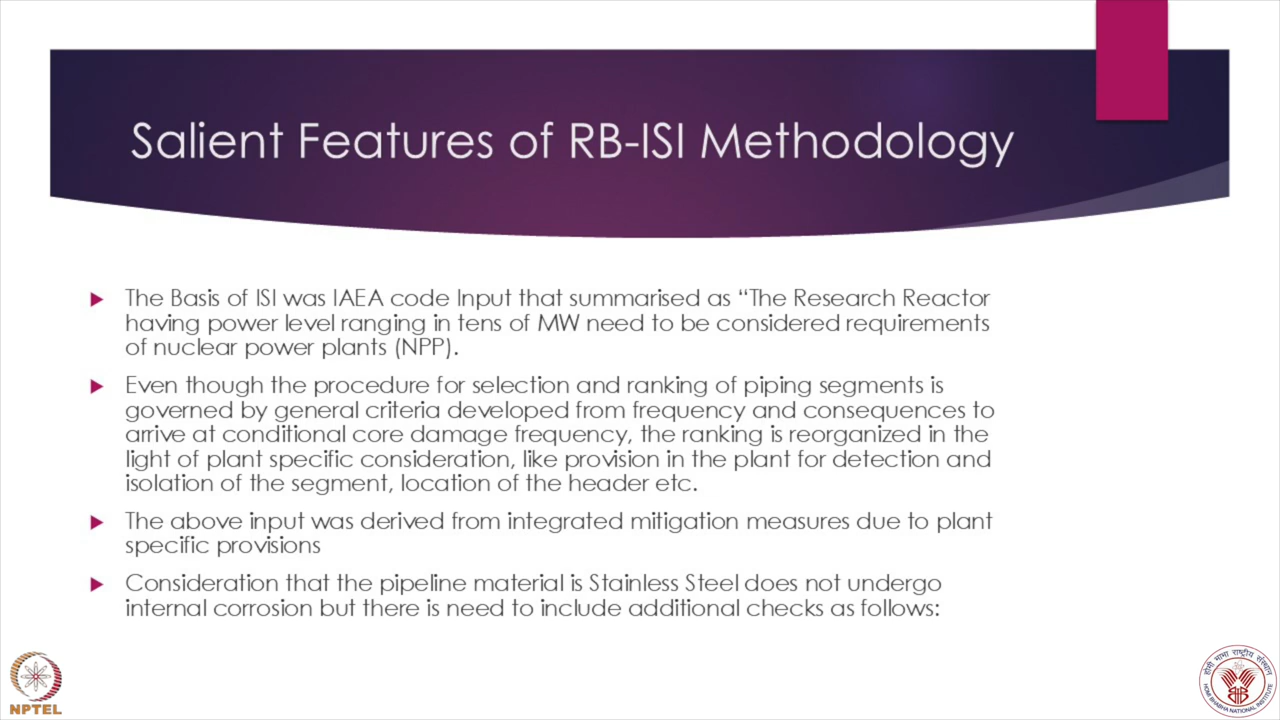 Salient Features of RB-ISI Methodology
The Basis of ISI was IAEA code Input that summarised as “The Research Reactor
having power level ranging in tens of MW need to be considered requirements
of nuclear power plants (NPP).
Even though the procedure for selection and ranking of piping segments is
governed by general criteria developed from frequency and consequences to
arrive at conditional core damage frequency, the ranking is reorganized in the
light of plant specific consideration, like provision in the plant for detection and
isolation of the segment, location of the header etc.
The above input was derived from integrated mitigation measures due to plant
specific provisions
Consideration that the pipeline material is Stainless Steel does not undergo
internal corrosion but there is need to include additional checks as follows:
NPTEL
होमी भाभा राष्ट्रीय संस्थान
HOMI BHABHA NATIONAL INSTITUTE